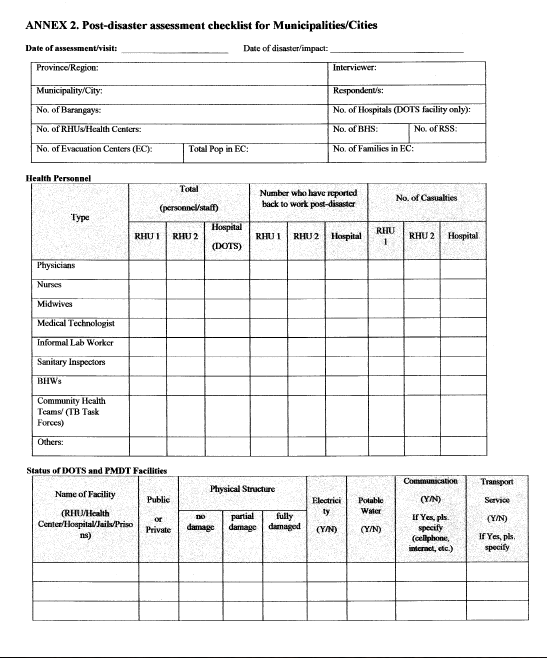 ANNEX 2. Post-disaster assessment checklist for Municipalities/Cities
Date of assessment/visit: ____________________ Date of disaster/impact: ____________________
Province/Region: Interviewer:
Municipality/City: Respondent/s:
No. of Barangays: No. of Hospitals (DOTS facility only):
No. of RHUs/Health Centers: No. of BHS: No. of RSS:
No. of Evacuation Centers (EC): Total Pop in EC: No. of Families in EC:
Health Personnel
Type
Total
(personnel/staff)
Number who have reported
back to work post-disaster
No. of Casualties
RHU 1 RHU 2 Hospital
(DOTS)
RHU 1 RHU 2 Hospital
RHU
1
RHU 2 Hospital
Physicians
Nurses
Midwives
Medical Technologist
Informal Lab Worker
Sanitary Inspectors
BHWs
Community Health
Teams/ (TB Task
Forces)
Others:
Status of DOTS and PMDT Facilities
Name of Facility
(RHU/Health
Center/Hospital/Jails/Priso
ns)
Public
or
Private
Physical Structure
no
damage
partial
damage
fully
damaged
Electrici
ty
(Y/N)
Potable
Water
(Y/N)
Communication
(Y/N)
If Yes, pls.
specify
(cellphone,
internet, etc.)
Transport
Service
(Y/N)
If Yes, pls.
specify